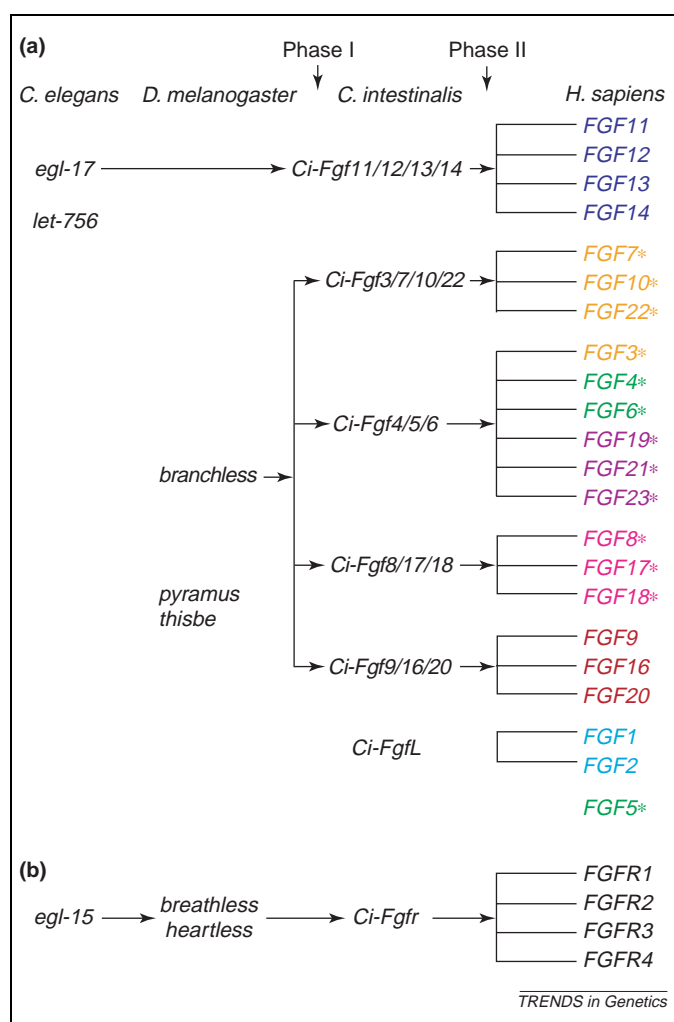 (a)
Phase I Phase II
C. elegans D. melanogaster C. intestinalis H. sapiens
FGF11
FGF12
egl-17 Ci-Fgf11/12/13/14
FGF13
let-756 FGF14
FGF7*
Ci-Fgf3/7/10/22 FGF10*
FGF22*
FGF3*
FGF4*
FGF6*
Ci-Fgf4/5/6
FGF19*
branchless FGF21*
FGF23*
FGF8*
Ci-Fgf8/17/18 FGF17*
pyramus FGF18*
thisbe
FGF9
Ci-Fgf9/16/20 FGF16
FGF20
FGF1
Ci-FgfL
FGF2
FGF5*
(b)
FGFR1
breathless FGFR2
egl-15 Ci-Fgfr
heartless FGFR3
FGFR4
TRENDS in Genetics